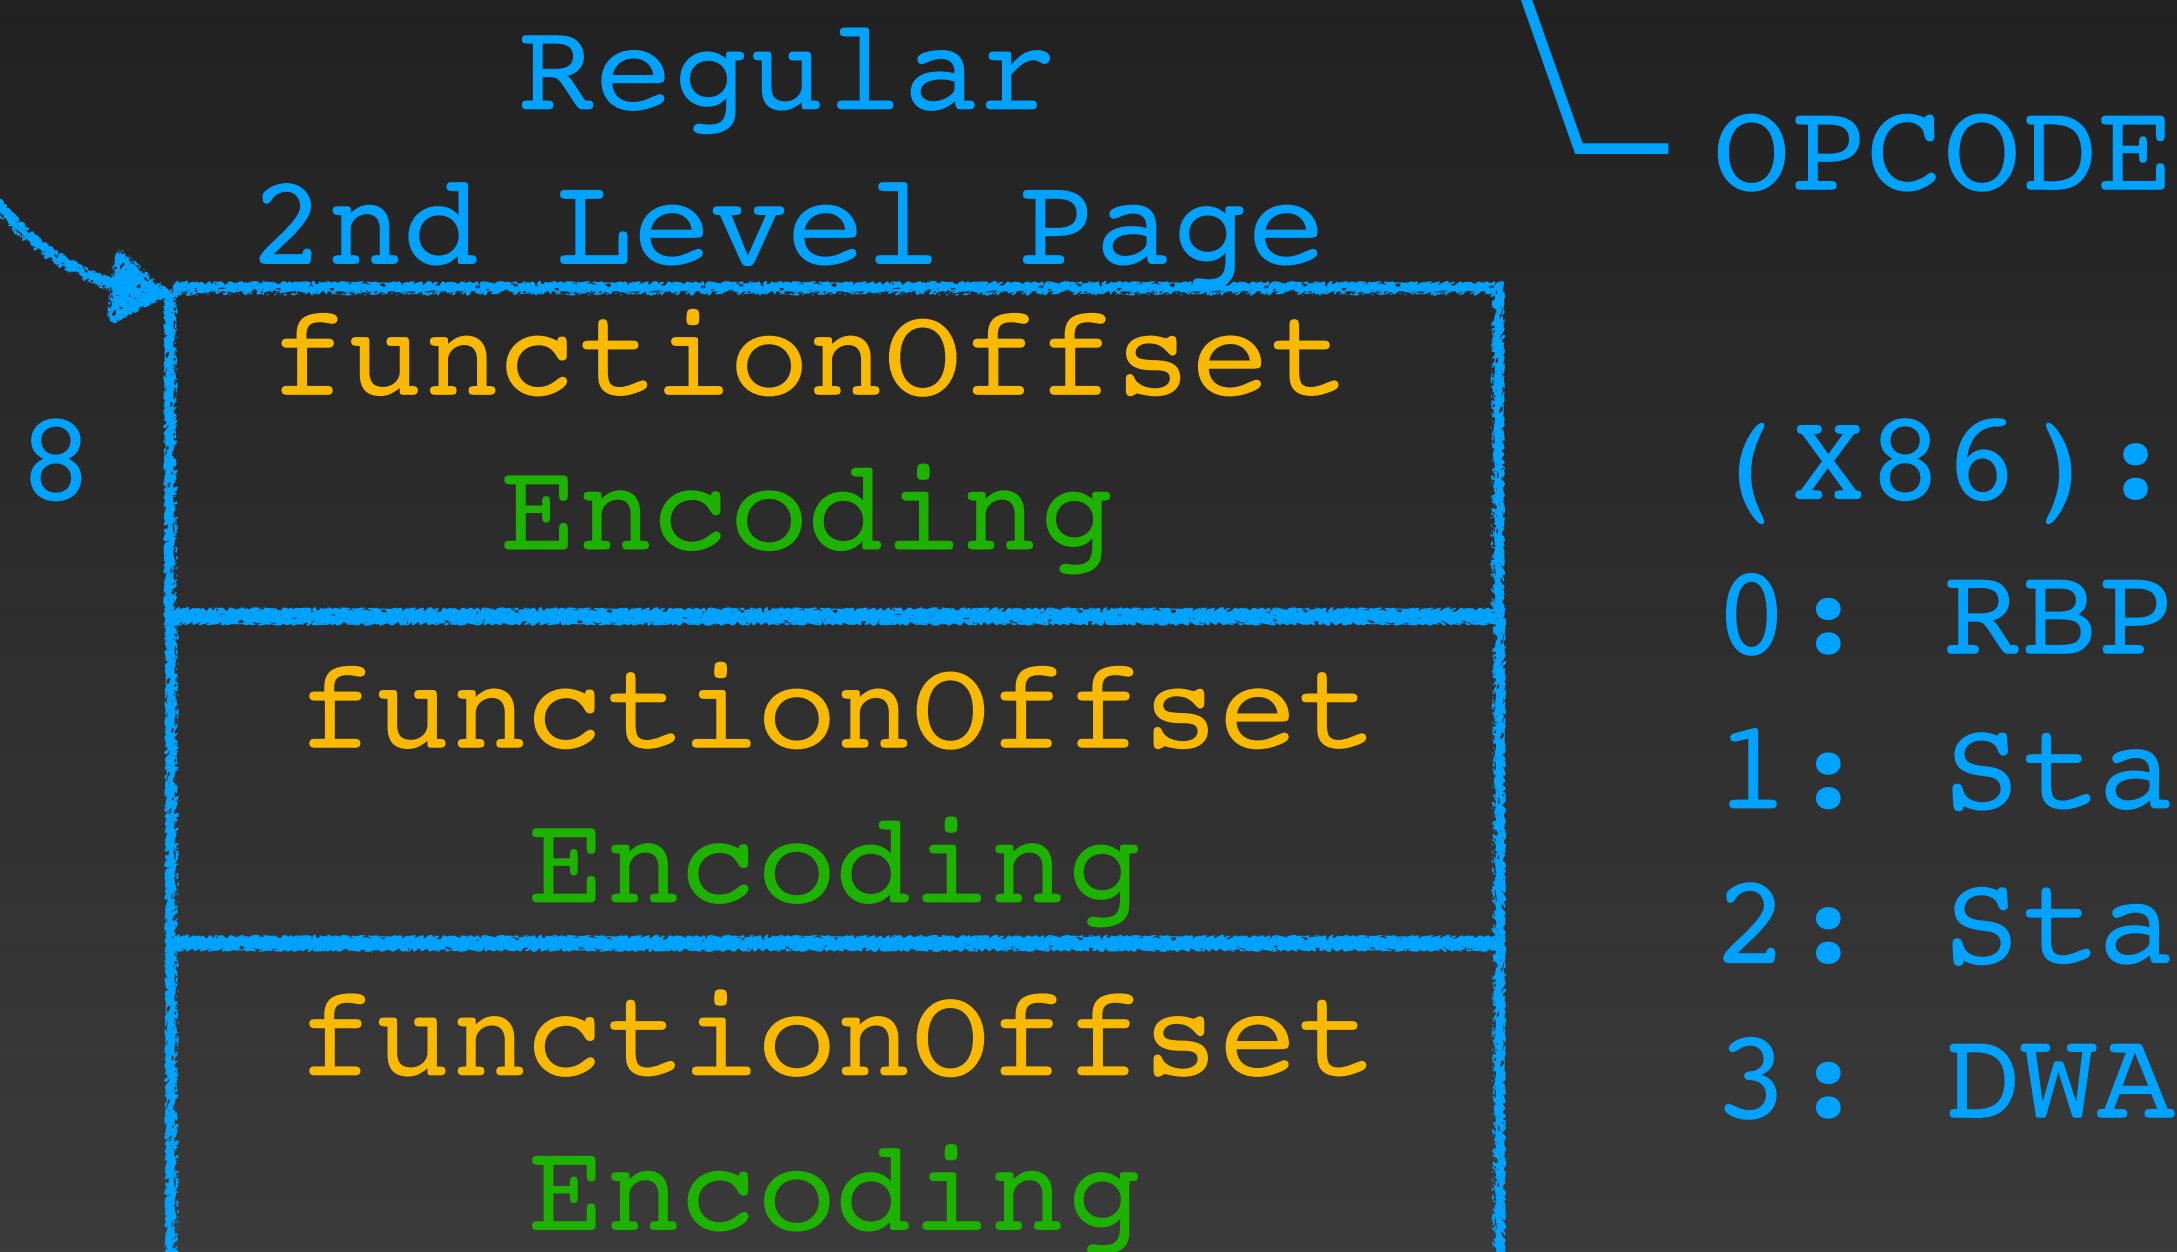 Regular
2nd Level Page
functionOffset
Encoding
functionOffset
Encoding
functionOffset
Encoding
8
OPCODE
(X86):
0: RBP
1: Sta
2: Sta
3: DWA